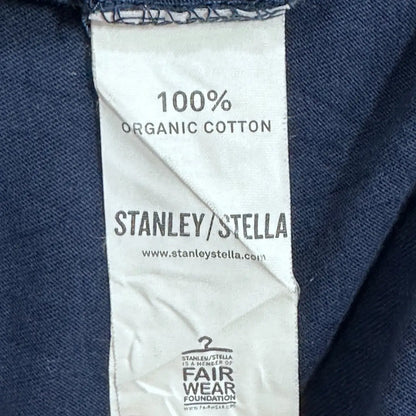 100%
ORGANIC COTTON
STANLEY/STELLA
www.stanleystella.com
STANLEY/STELLA
IS A MEMBER OF
FAIR
WEAR
FOUNDATION